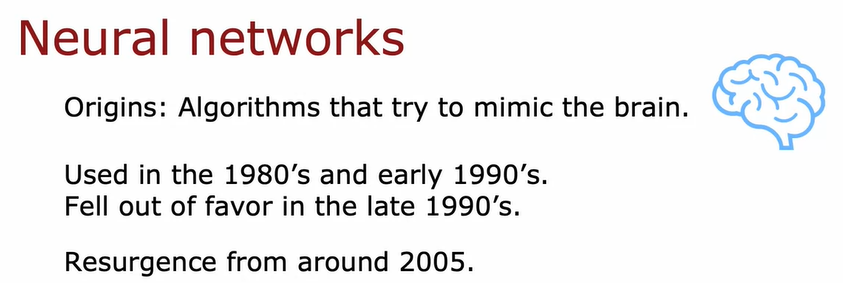 Neural networks
Origins: Algorithms that try to mimic the brain.
Used in the 1980’s and early 1990’s.
Fell out of favor in the late 1990’s.
Resurgence from around 2005.